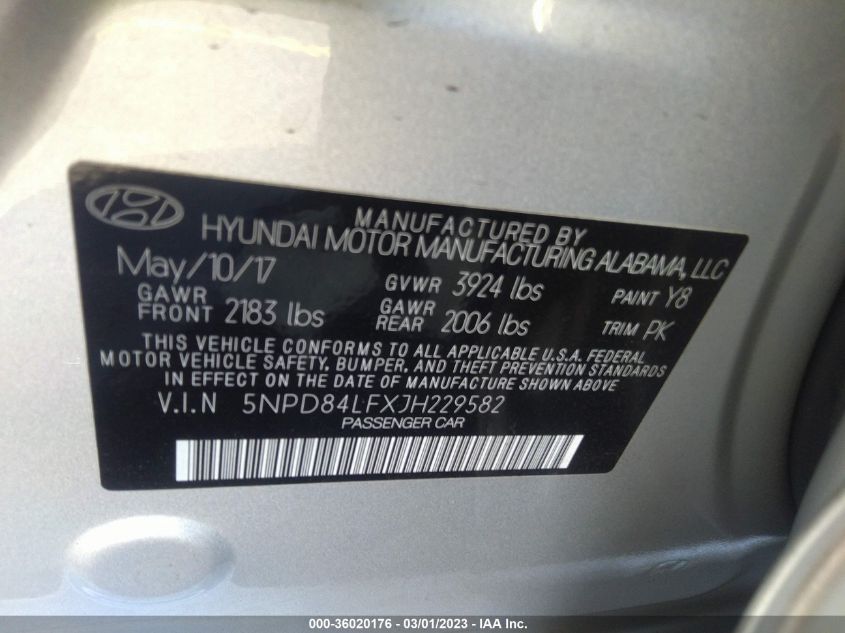 MANUFACTURED BY
HYUNDAI MOTOR MANUFACTURING ALABAMA, LLC
May/10/17 GVWR 3924 lbs PAINT Y8
GAWR FRONT 2183 lbs GAWR REAR 2006 lbs TRIM PK
THIS VEHICLE CONFORMS TO ALL APPLICABLE U.S.A. FEDERAL
MOTOR VEHICLE SAFETY, BUMPER, AND THEFT PREVENTION STANDARDS
IN EFFECT ON THE DATE OF MANUFACTURE SHOWN ABOVE
V.I.N 5NPD84LFXJH229582
PASSENGER CAR
000-36020176 - 03/01/2023 - IAA Inc.